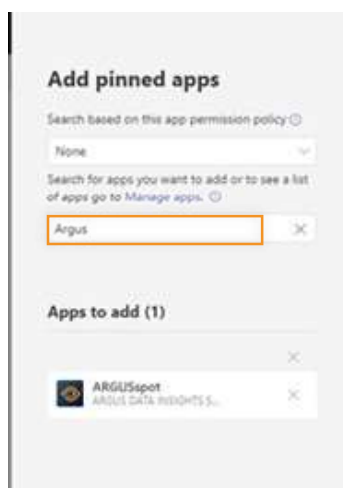 Add pinned apps
Search based on this app permission policy
None
Search for apps you want to add or to see a list
of apps go to Manage apps.
Argus
Apps to add (1)
ARGUSspot
ARGUS DATA INSIGHTS S...